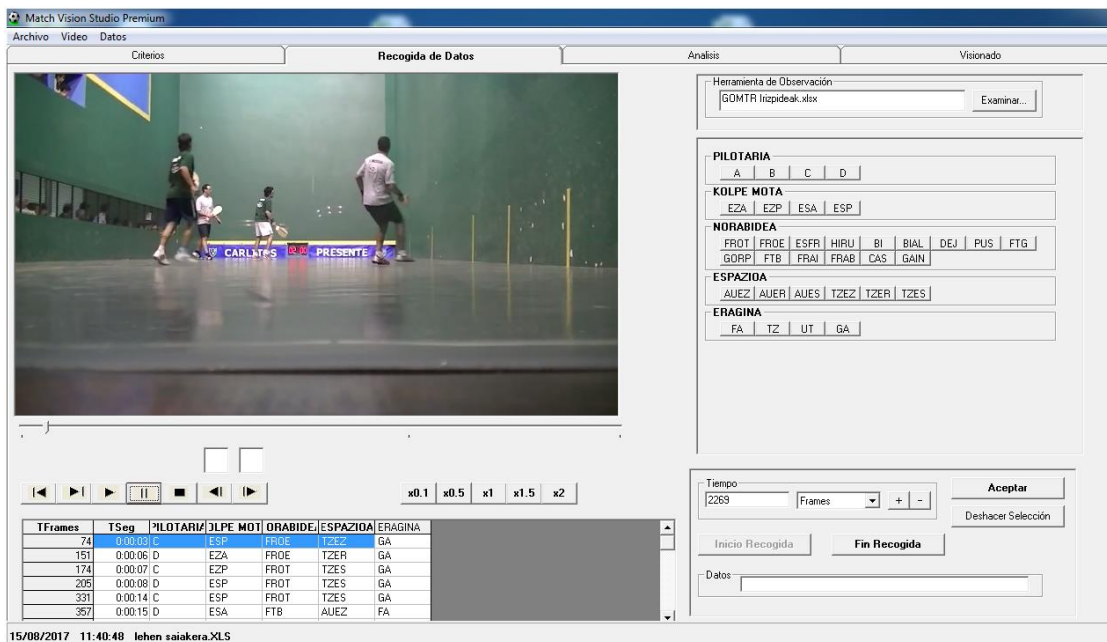 Match Vision Studio Premium
Archivo Video Datos
Criterios Recogida de Datos Analisis Visionado
CARLITOS PRESENTE
Herramienta de Observación
GOMTR Irizpideak.xlsx Examinar...
PILOTARIA
A B C D
KOLPE MOTA
EZA EZP ESA ESP
NORABIDEA
FROT FROE ESFR HIRU BI BIAL DEJ PUS FTG
GORP FTB FRAI FRAB CAS GAIN
ESPAZIOA
AUEZ AUER AUES TZEZ TZER TZES
ERAGINA
FA TZ UT GA
x0.1 x0.5 x1 x1.5 x2
Tiempo
2269 Frames + - Aceptar
Deshacer Selección
Inicio Recogida Fin Recogida
Datos
TFrames TSeg PILOTARIA OLPE MOT ORABIDE ESPAZIOA ERAGINA
74 0:00:03 C ESP FROE TZEZ GA
151 0:00:06 D EZA FROE TZER GA
174 0:00:07 C EZP FROT TZES GA
205 0:00:08 D ESP FROT TZES GA
331 0:00:14 C ESP FROT TZES GA
357 0:00:15 D ESA FTB AUEZ FA
15/08/2017 11:40:48 lehen saiakera.XLS